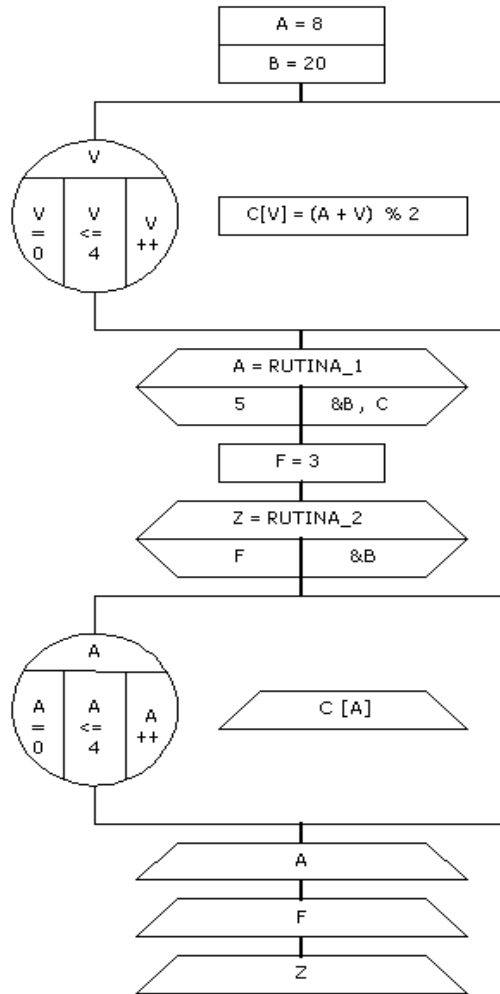 A = 8
B = 20
V
V = 0
V <= 4
V ++
C[V] = (A + V) % 2
A = RUTINA_1
5
&B , C
F = 3
Z = RUTINA_2
F
&B
A
A = 0
A <= 4
A ++
C [A]
A
F
Z